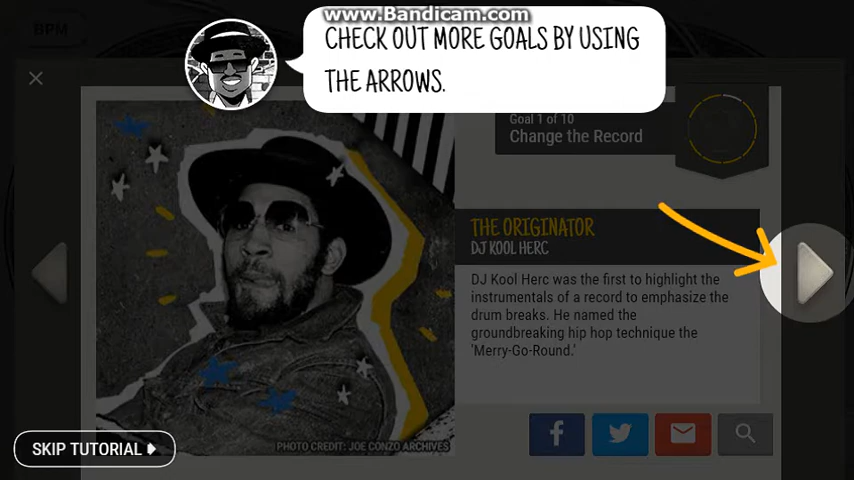 www.Bandicam.com
BPM
CHECK OUT MORE GOALS BY USING
THE ARROWS.
Goal 1 of 10
Change the Record
THE ORIGINATOR
DJ KOOL HERC
DJ Kool Herc was the first to highlight the
instrumentals of a record to emphasize the
drum breaks. He named the
groundbreaking hip hop technique the
'Merry-Go-Round.'
PHOTO CREDIT: JOE CONZO ARCHIVES
SKIP TUTORIAL